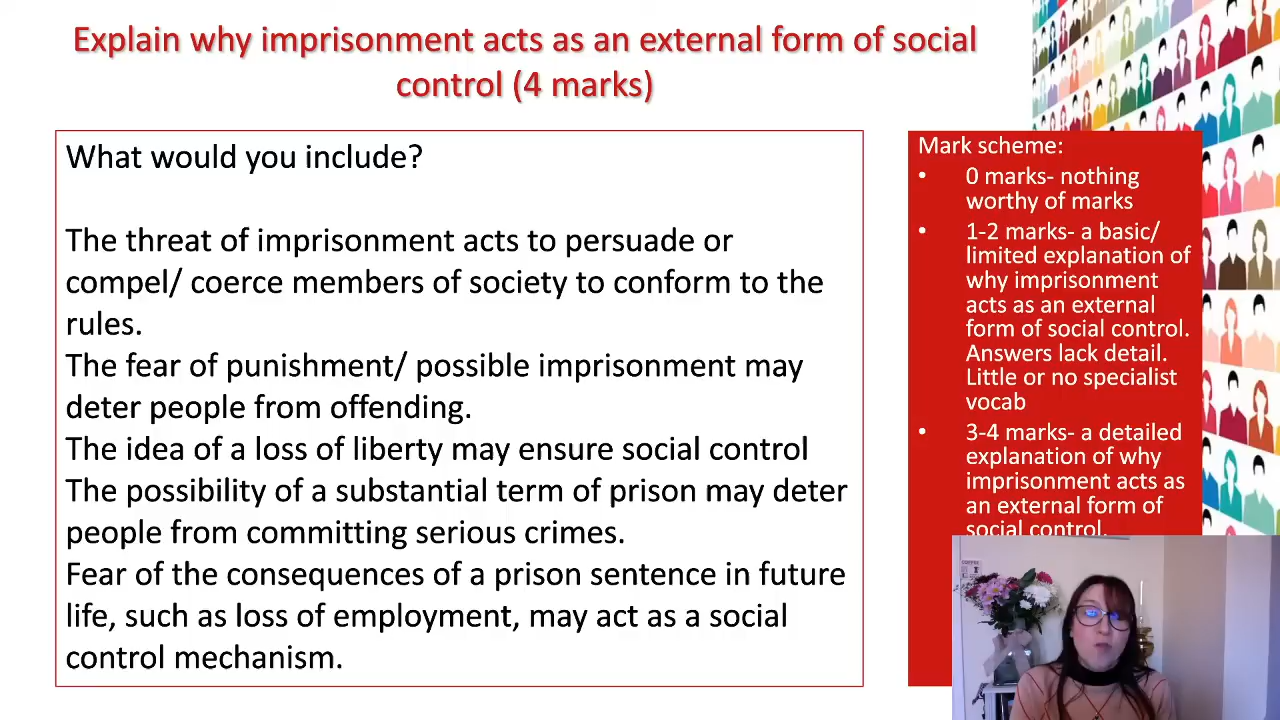 Explain why imprisonment acts as an external form of social
control (4 marks)
What would you include?
The threat of imprisonment acts to persuade or
compel/ coerce members of society to conform to the
rules.
The fear of punishment/ possible imprisonment may
deter people from offending.
The idea of a loss of liberty may ensure social control
The possibility of a substantial term of prison may deter
people from committing serious crimes.
Fear of the consequences of a prison sentence in future
life, such as loss of employment, may act as a social
control mechanism.
Mark scheme:
• 0 marks- nothing
worthy of marks
• 1-2 marks- a basic/
limited explanation of
why imprisonment
acts as an external
form of social control.
Answers lack detail.
Little or no specialist
vocab
• 3-4 marks- a detailed
explanation of why
imprisonment acts as
an external form of
social control.